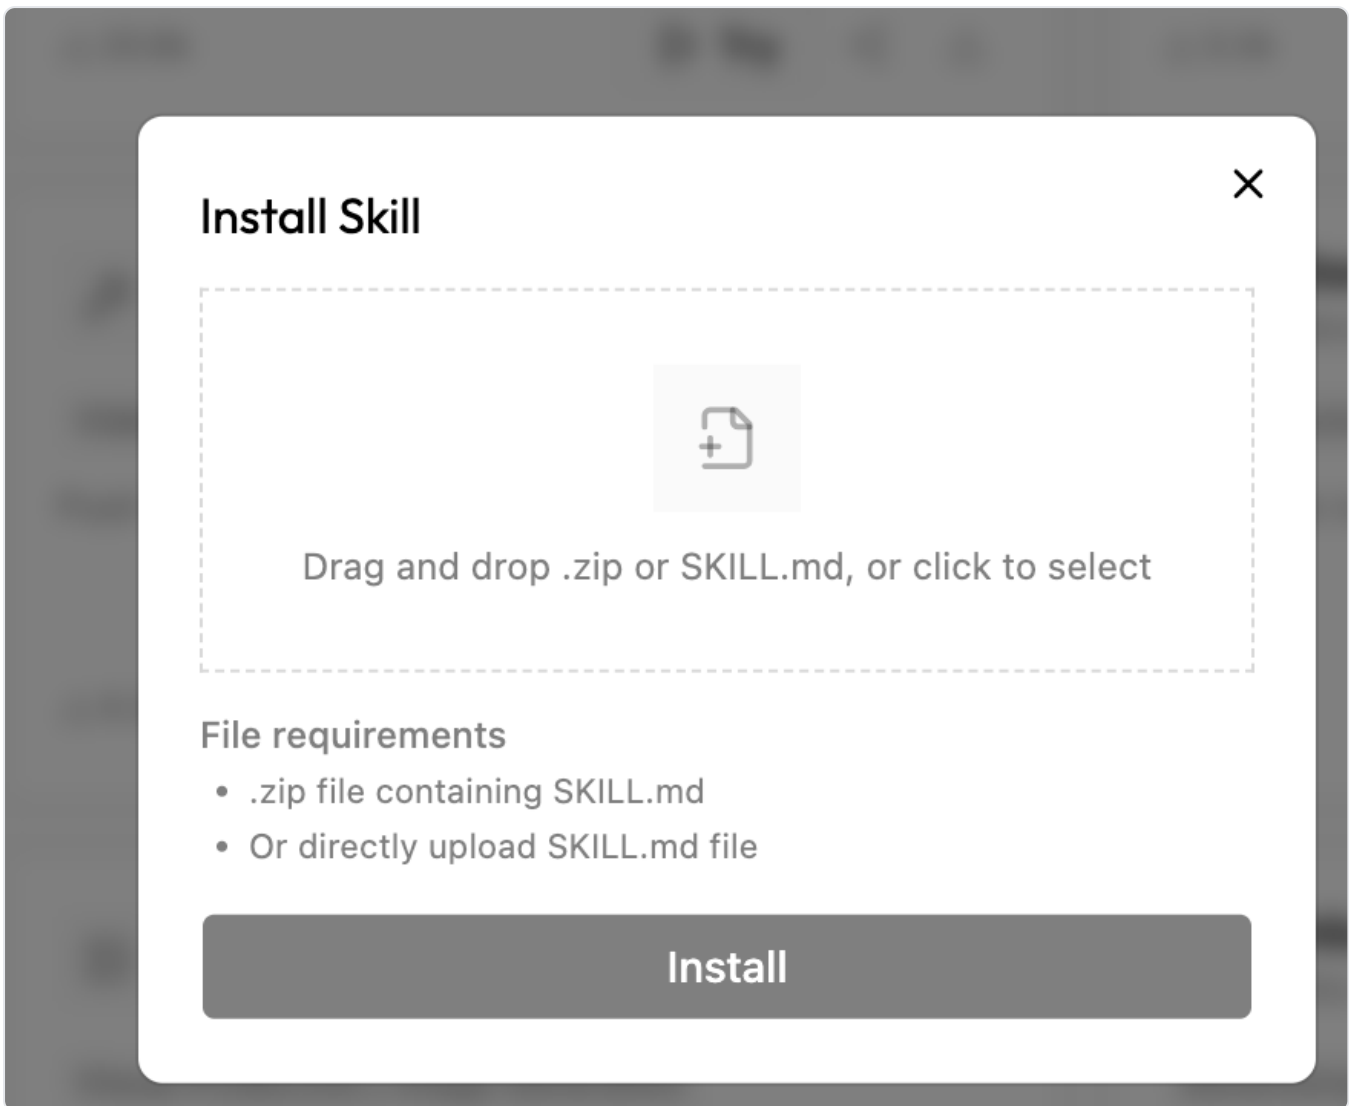 Install Skill
Drag and drop .zip or SKILL.md, or click to select
File requirements
• .zip file containing SKILL.md
• Or directly upload SKILL.md file
Install